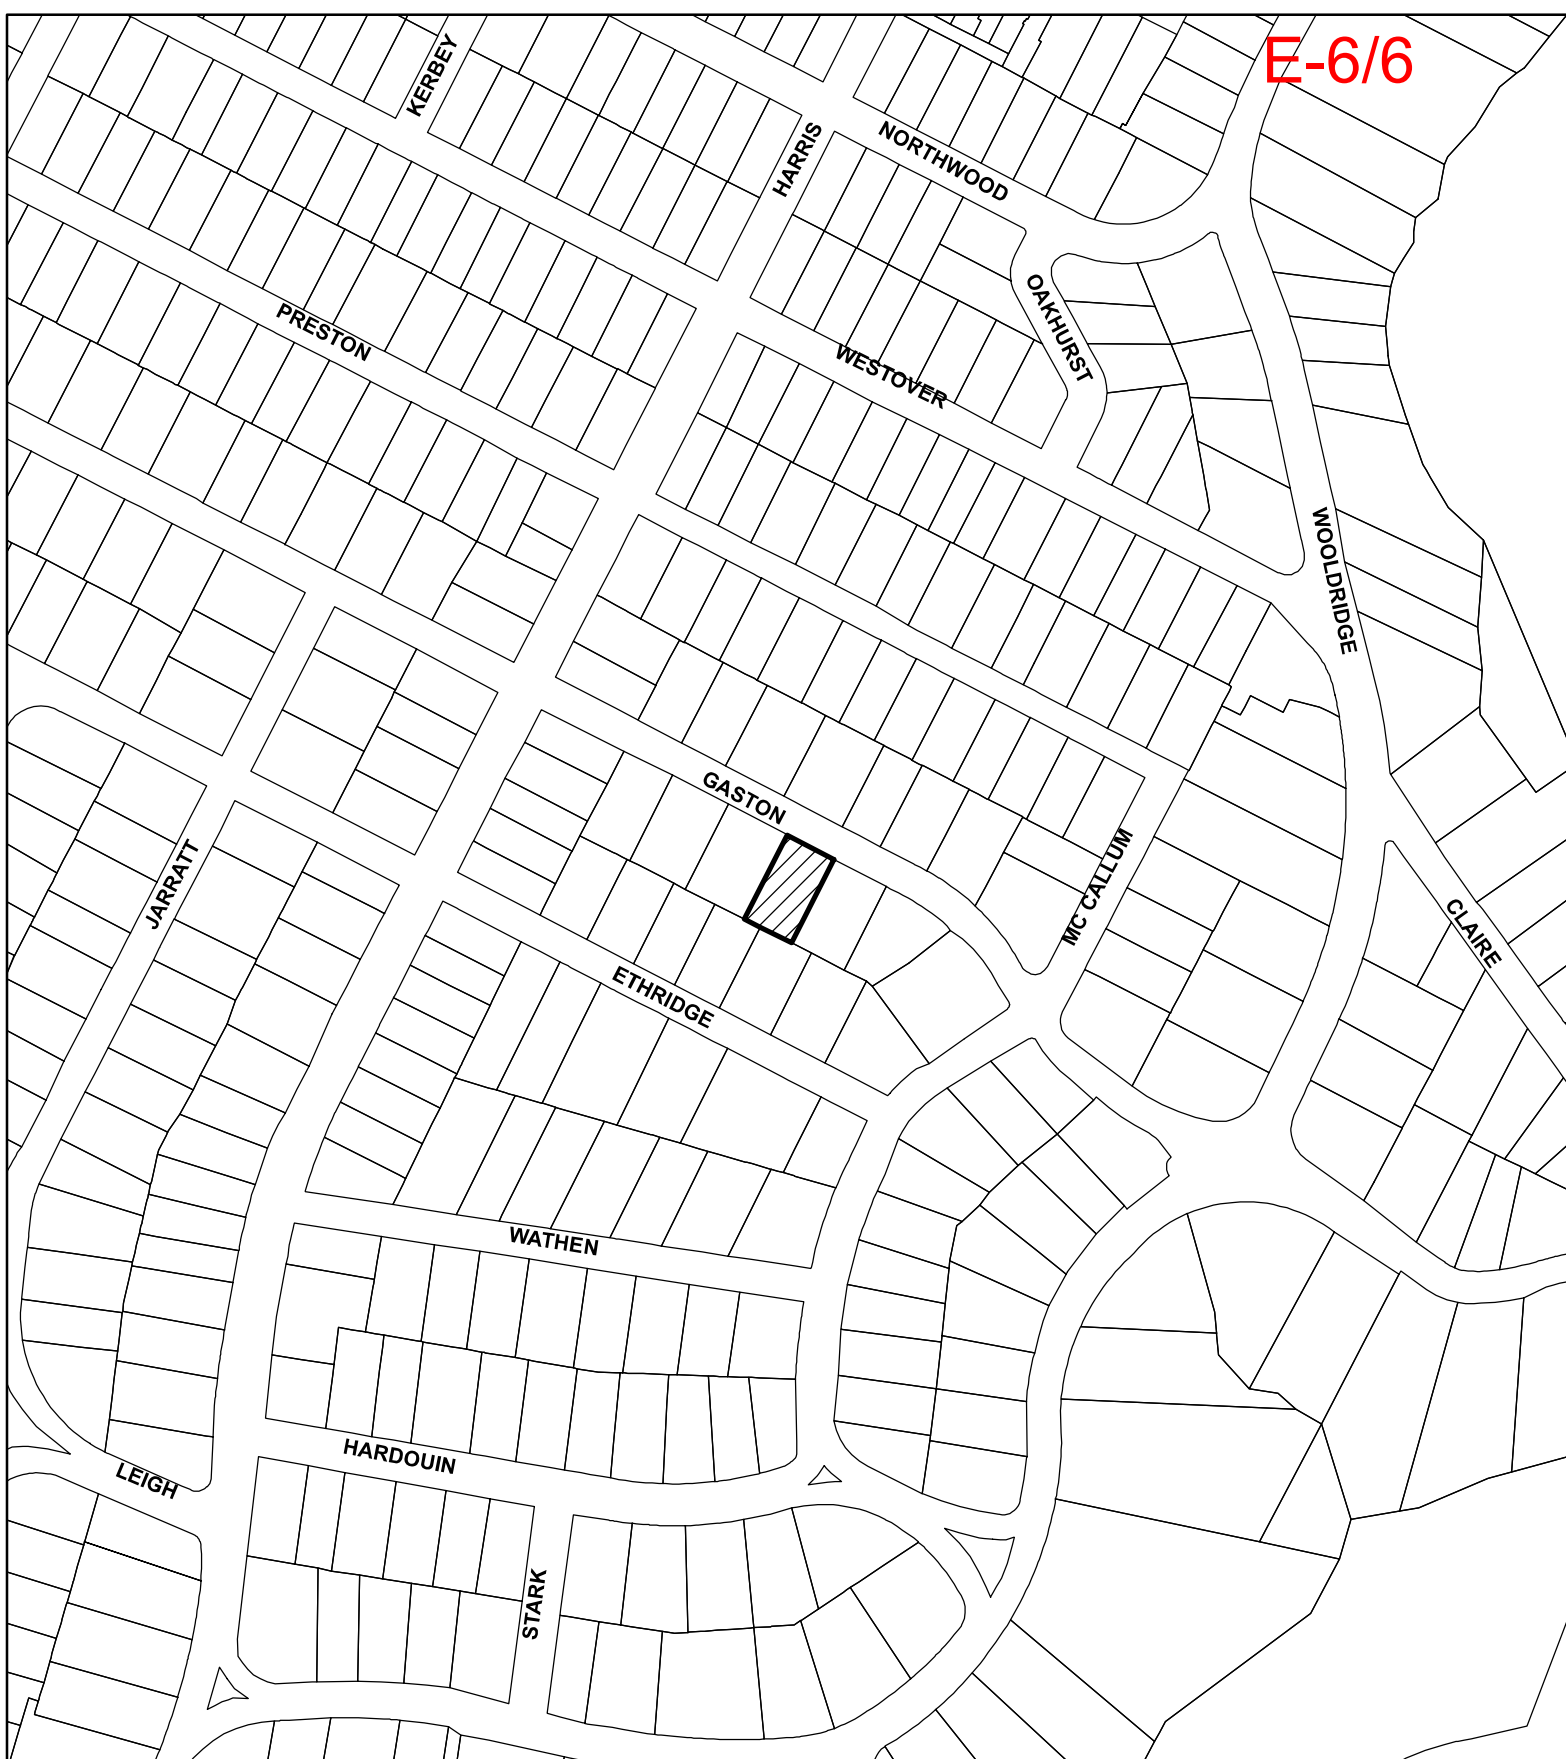 E-6/6
KERBEY
HARRIS
NORTHWOOD
OAKHURST
PRESTON
WESTOVER
WOOLDRIDGE
GASTON
JARRATT
MC CALLUM
CLAIRE
ETHRIDGE
WATHEN
HARDOUIN
LEIGH
STARK